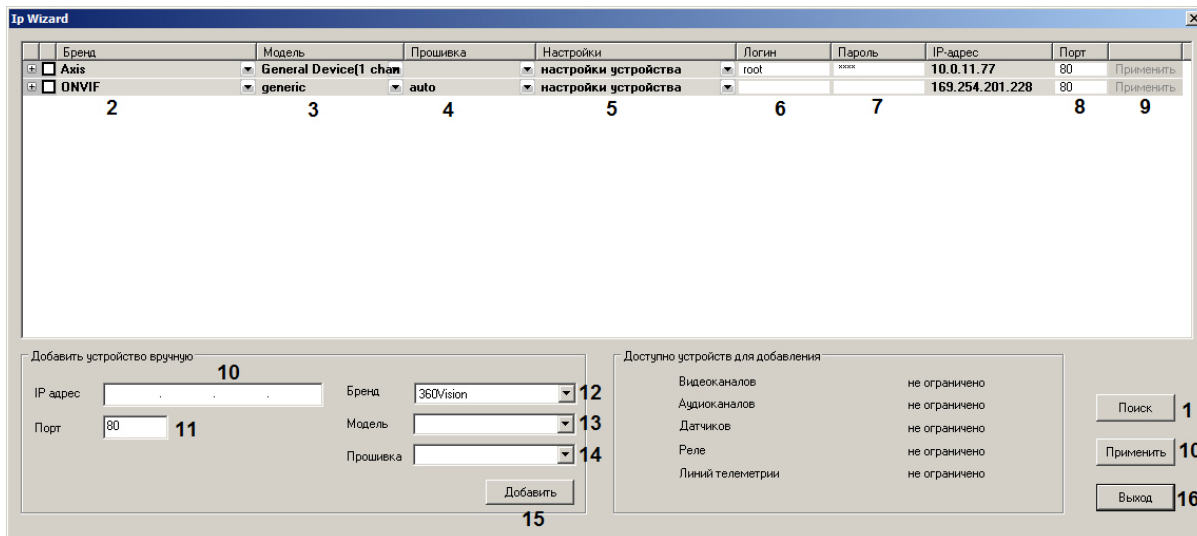 Ip Wizard
Бренд Модель Прошивка Настройки Логин Пароль IP-адрес Порт
Axis General Device(1 chan настройки устройства root **** 10.0.11.77 80 Применить
ONVIF generic auto настройки устройства 169.254.201.228 80 Применить
2 3 4 5 6 7 8 9
Добавить устройство вручную
10
IP адрес . . .
Порт 80 11
Бренд 360Vision 12
Модель 13
Прошивка 14
Добавить
15
Доступно устройств для добавления
Видеоканалов не ограничено
Аудиоканалов не ограничено
Датчиков не ограничено
Реле не ограничено
Линий телеметрии не ограничено
Поиск 1
Применить 10
Выход 16